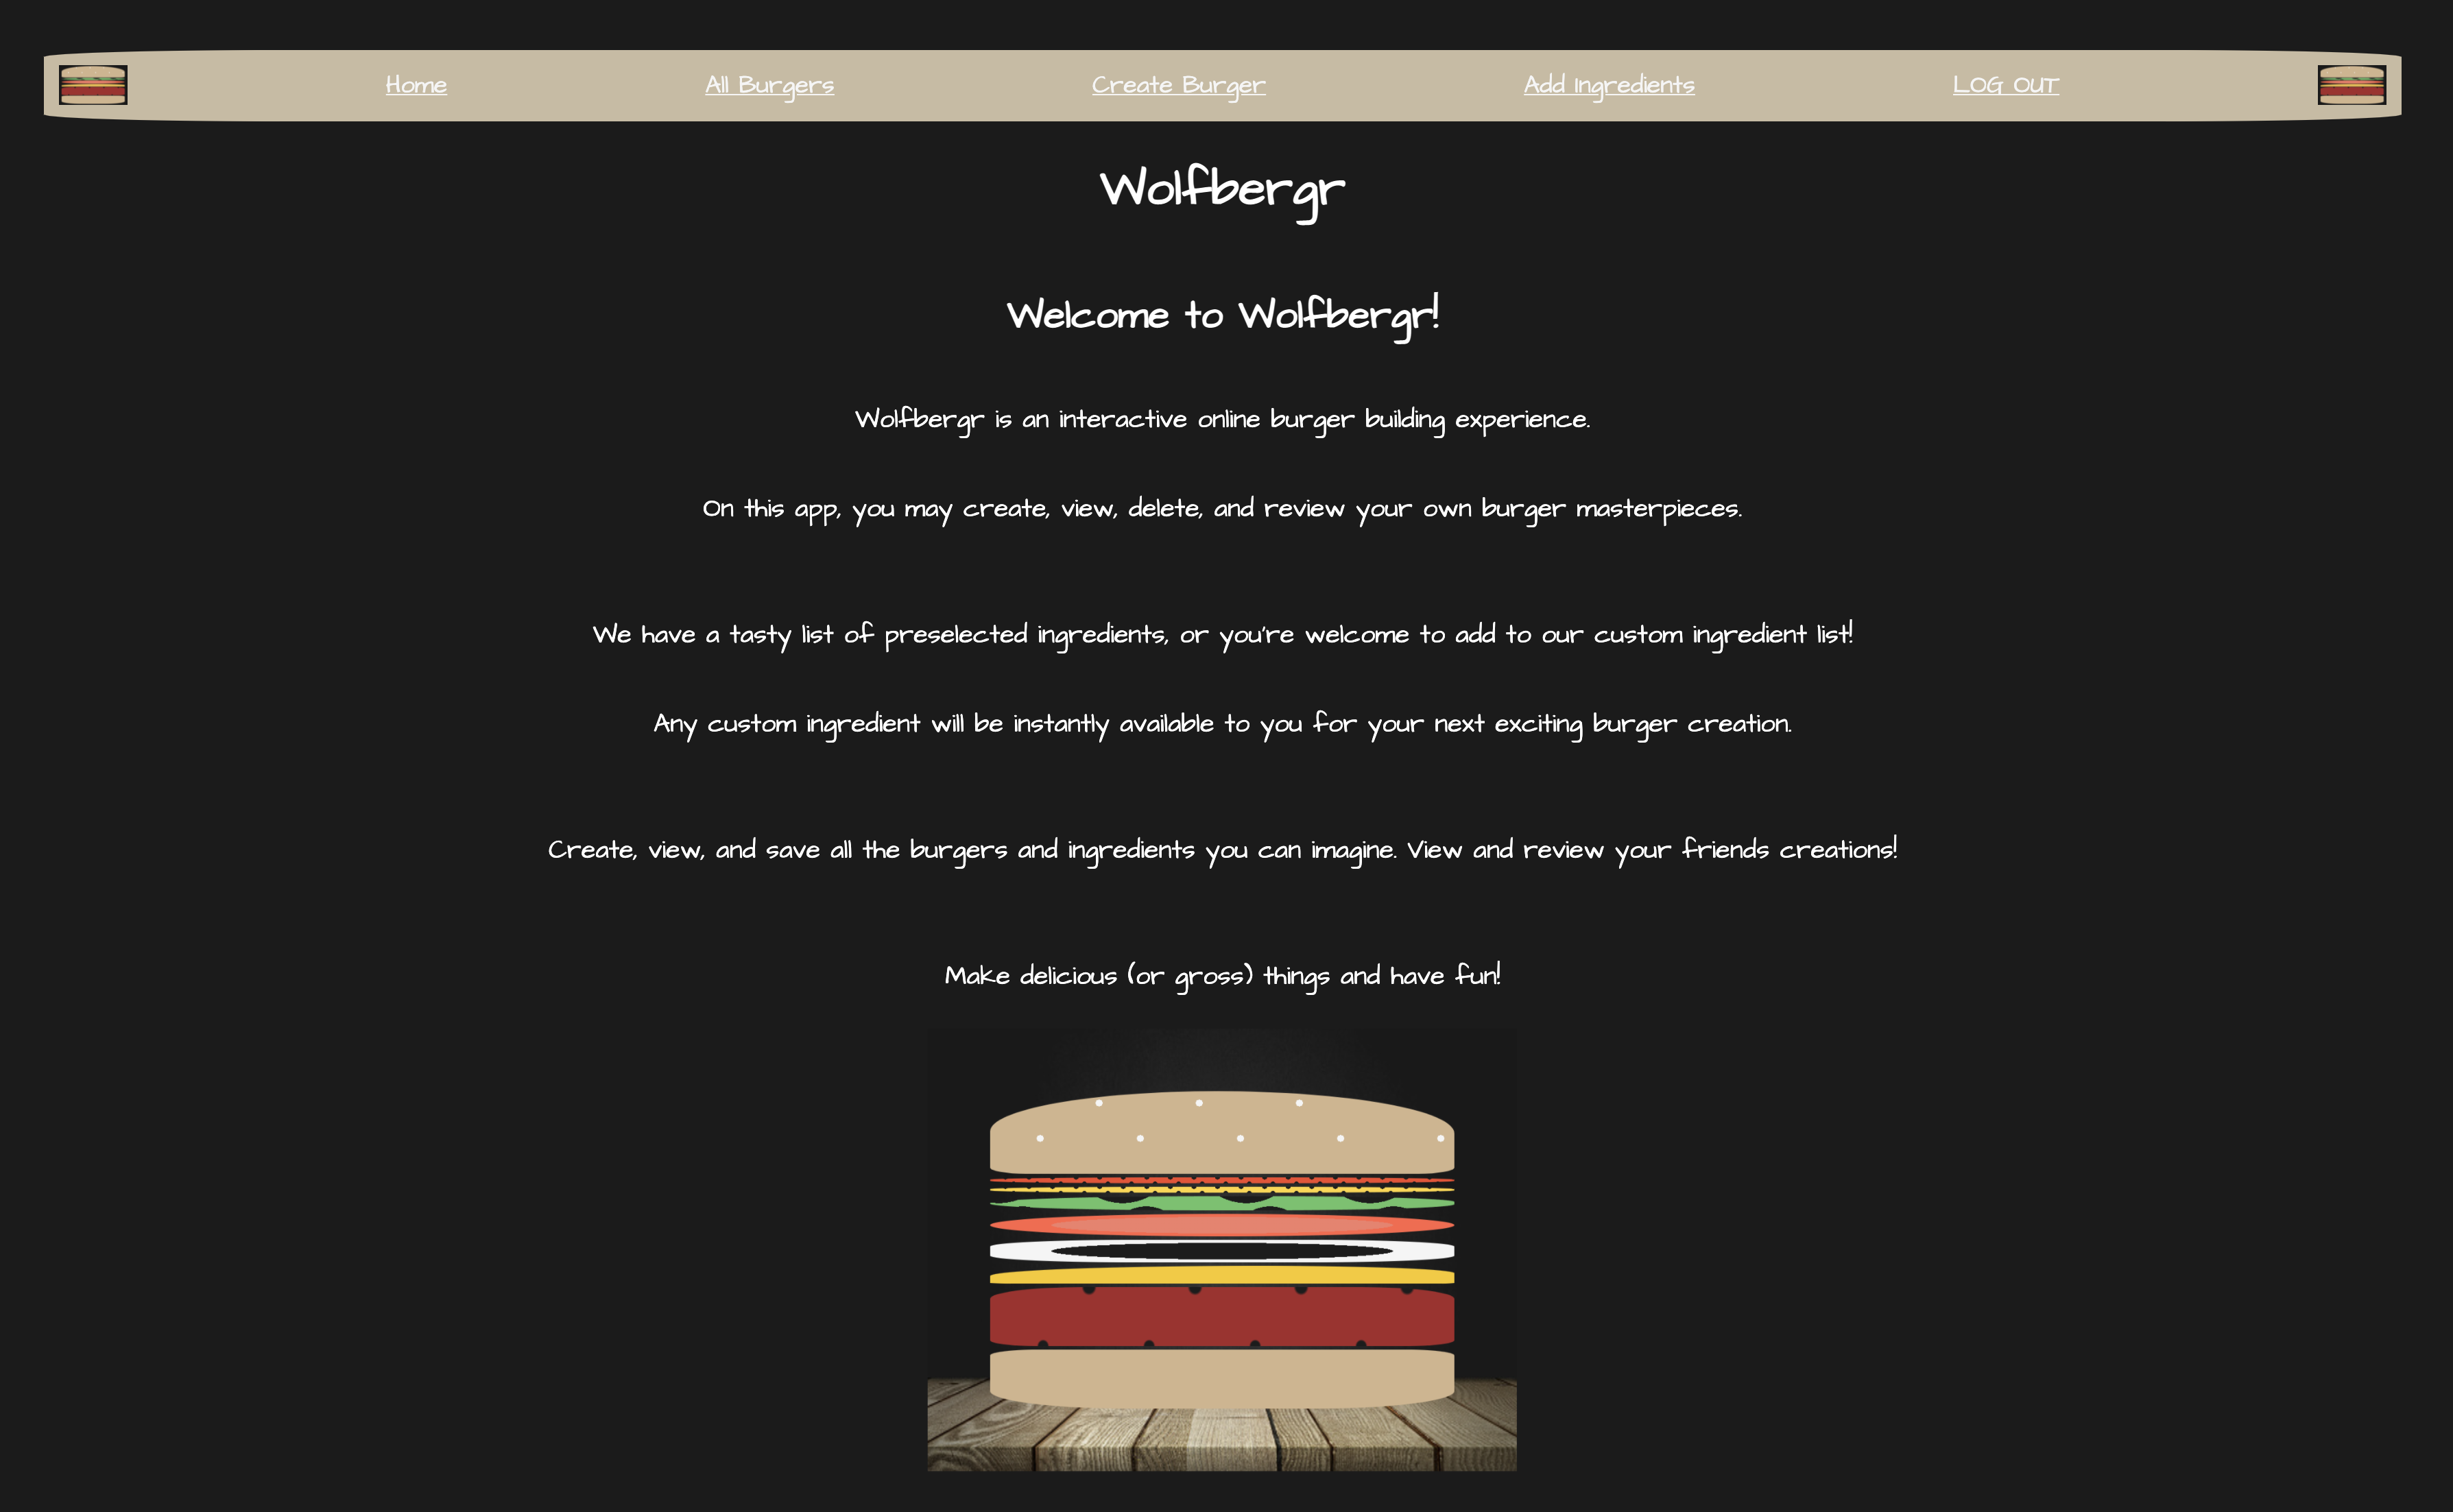 Home All Burgers Create Burger Add Ingredients LOG OUT
Wolfbergr
Welcome to Wolfbergr!
Wolfbergr is an interactive online burger building experience.
On this app, you may create, view, delete, and review your own burger masterpieces.
We have a tasty list of preselected ingredients, or you're welcome to add to our custom ingredient list!
Any custom ingredient will be instantly available to you for your next exciting burger creation.
Create, view, and save all the burgers and ingredients you can imagine. View and review your friends creations!
Make delicious (or gross) things and have fun!